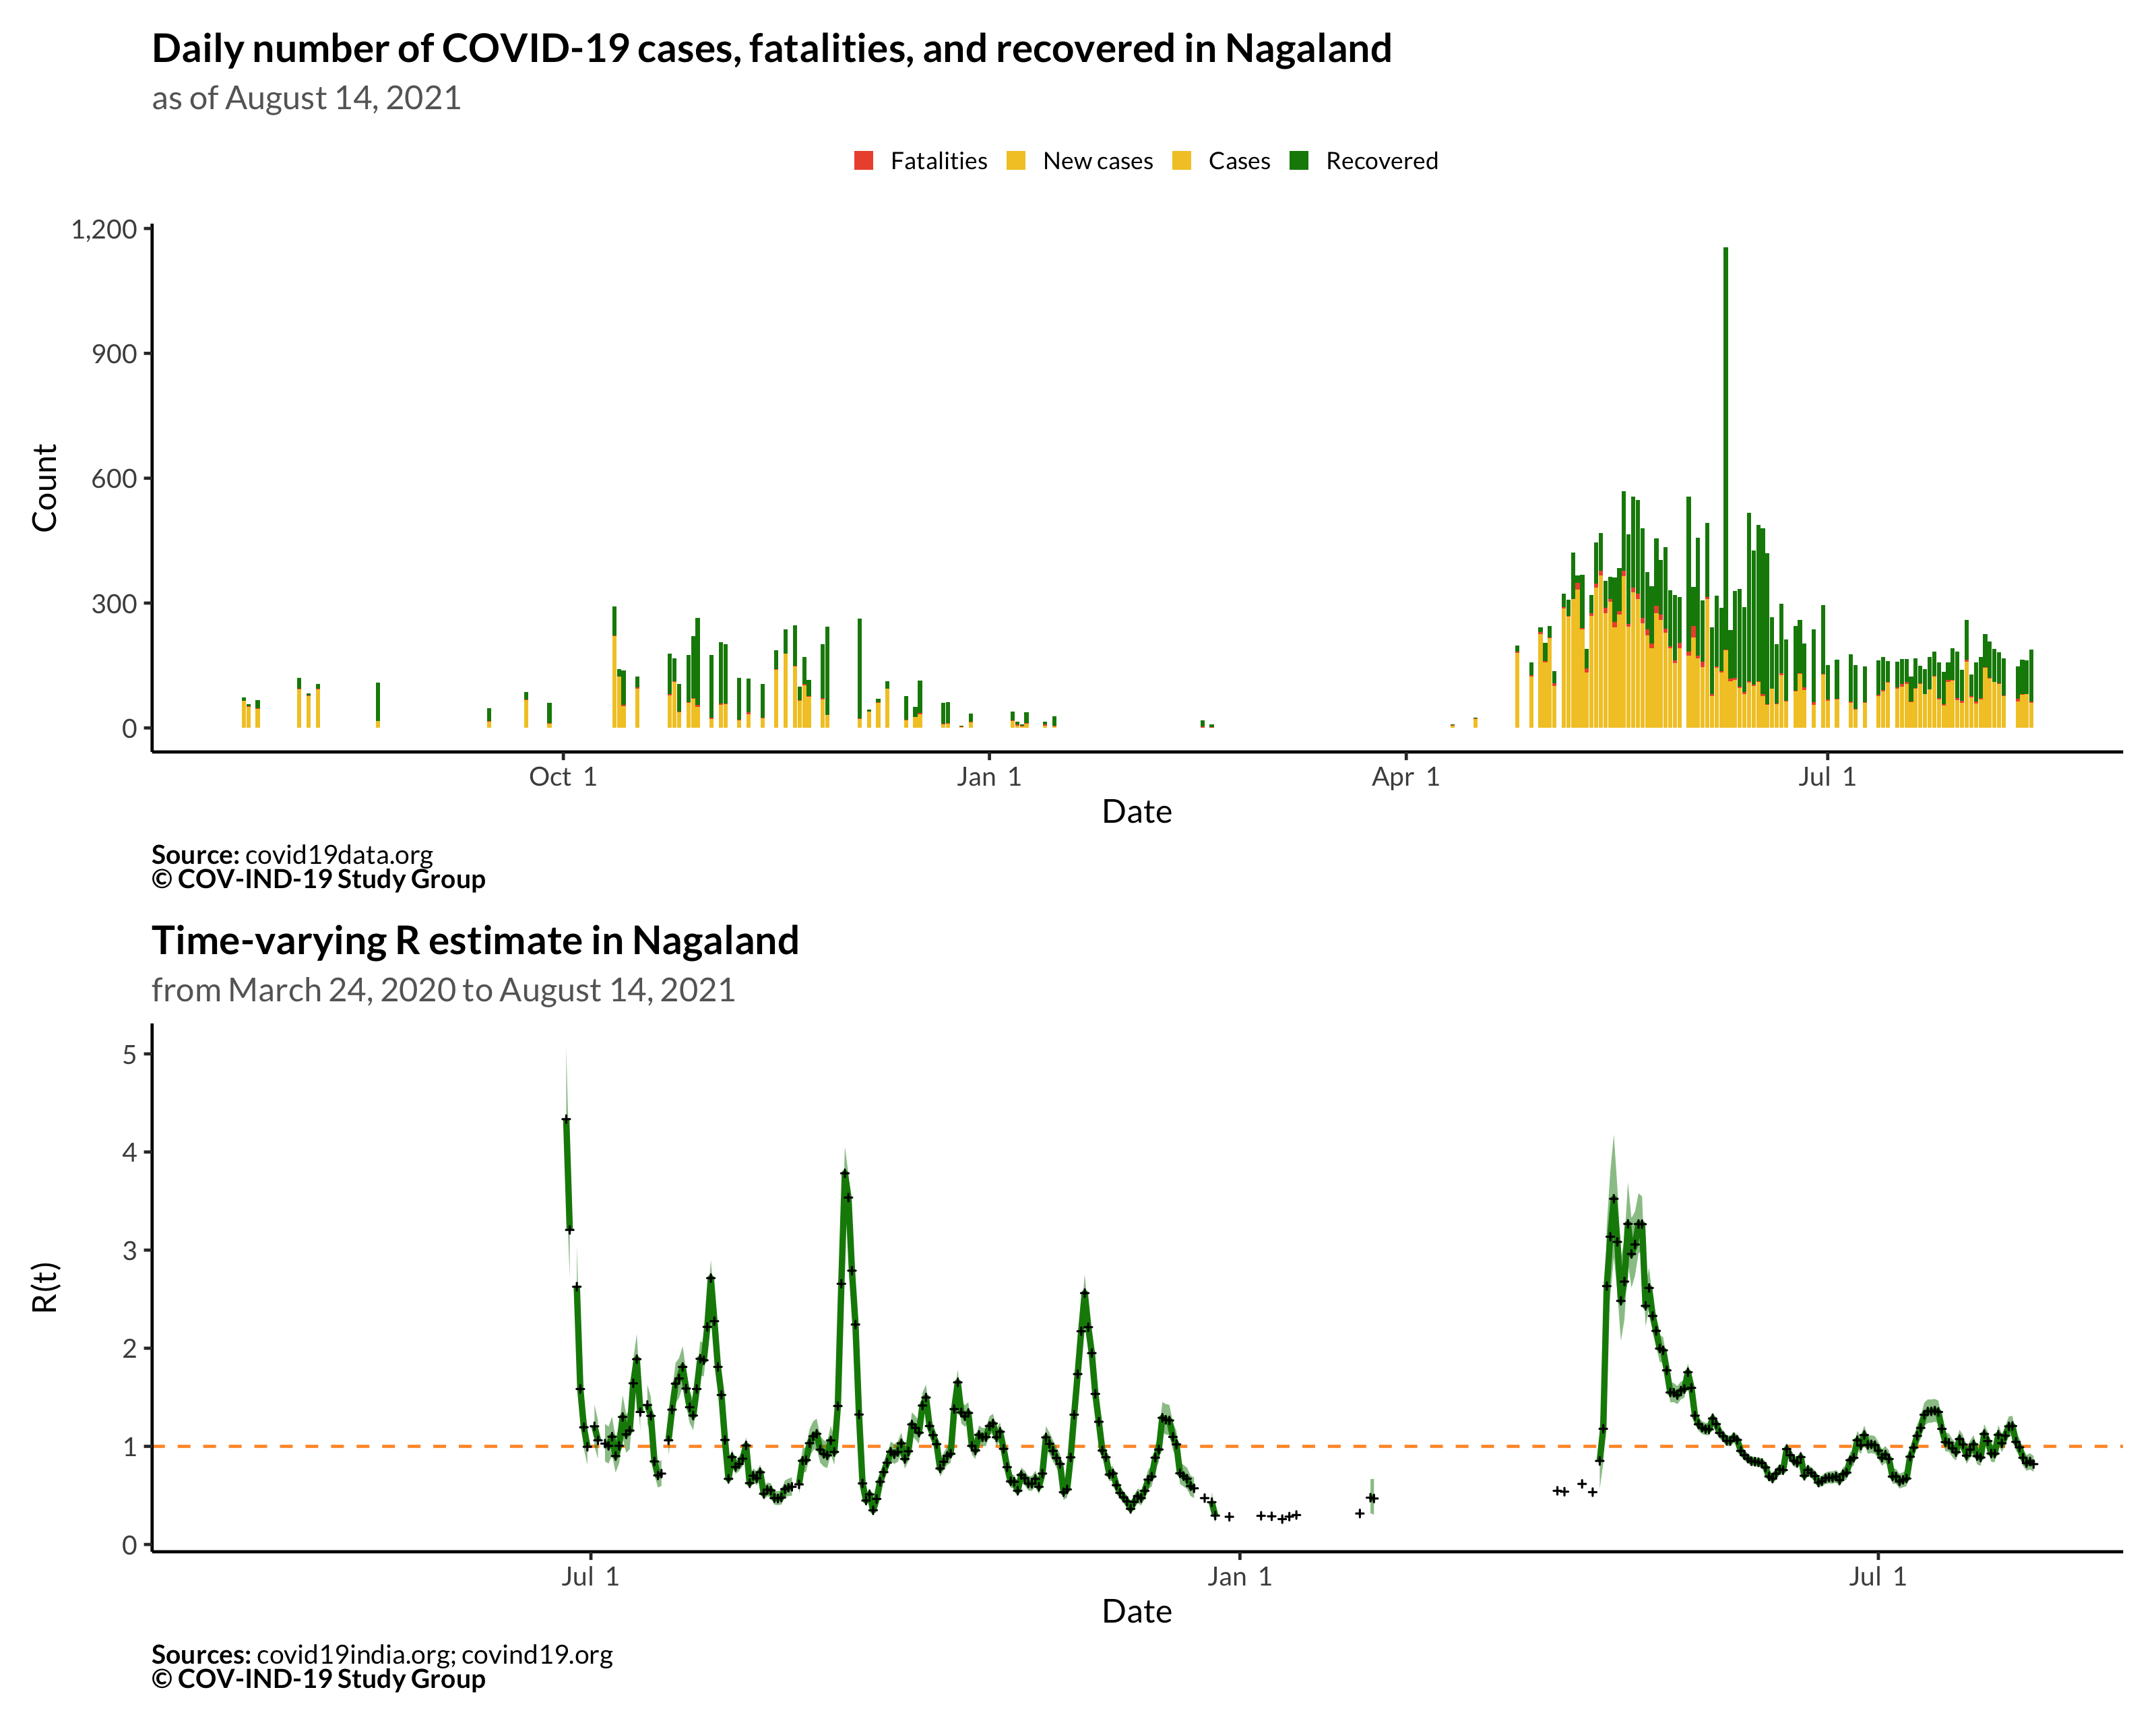 Daily number of COVID-19 cases, fatalities, and recovered in Nagaland
as of August 14, 2021
Fatalities New cases Cases Recovered
1,200
900
600
300
0
Count
Oct 1 Jan 1 Apr 1 Jul 1
Date
Source: covid19data.org
© COV-IND-19 Study Group
Time-varying R estimate in Nagaland
from March 24, 2020 to August 14, 2021
5
4
3
2
1
0
R(t)
Jul 1 Jan 1 Jul 1
Date
Sources: covid19india.org; covind19.org
© COV-IND-19 Study Group